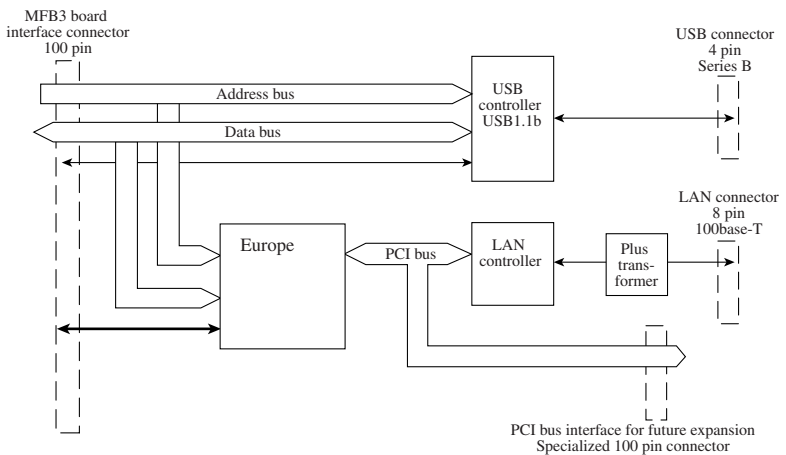 MFB3 board
interface connector
100 pin
USB connector
4 pin
Series B
Address bus
USB
controller
USB1.1b
Data bus
LAN connector
8 pin
100base-T
Europe
PCI bus
LAN
controller
Plus
trans-
former
PCI bus interface for future expansion
Specialized 100 pin connector